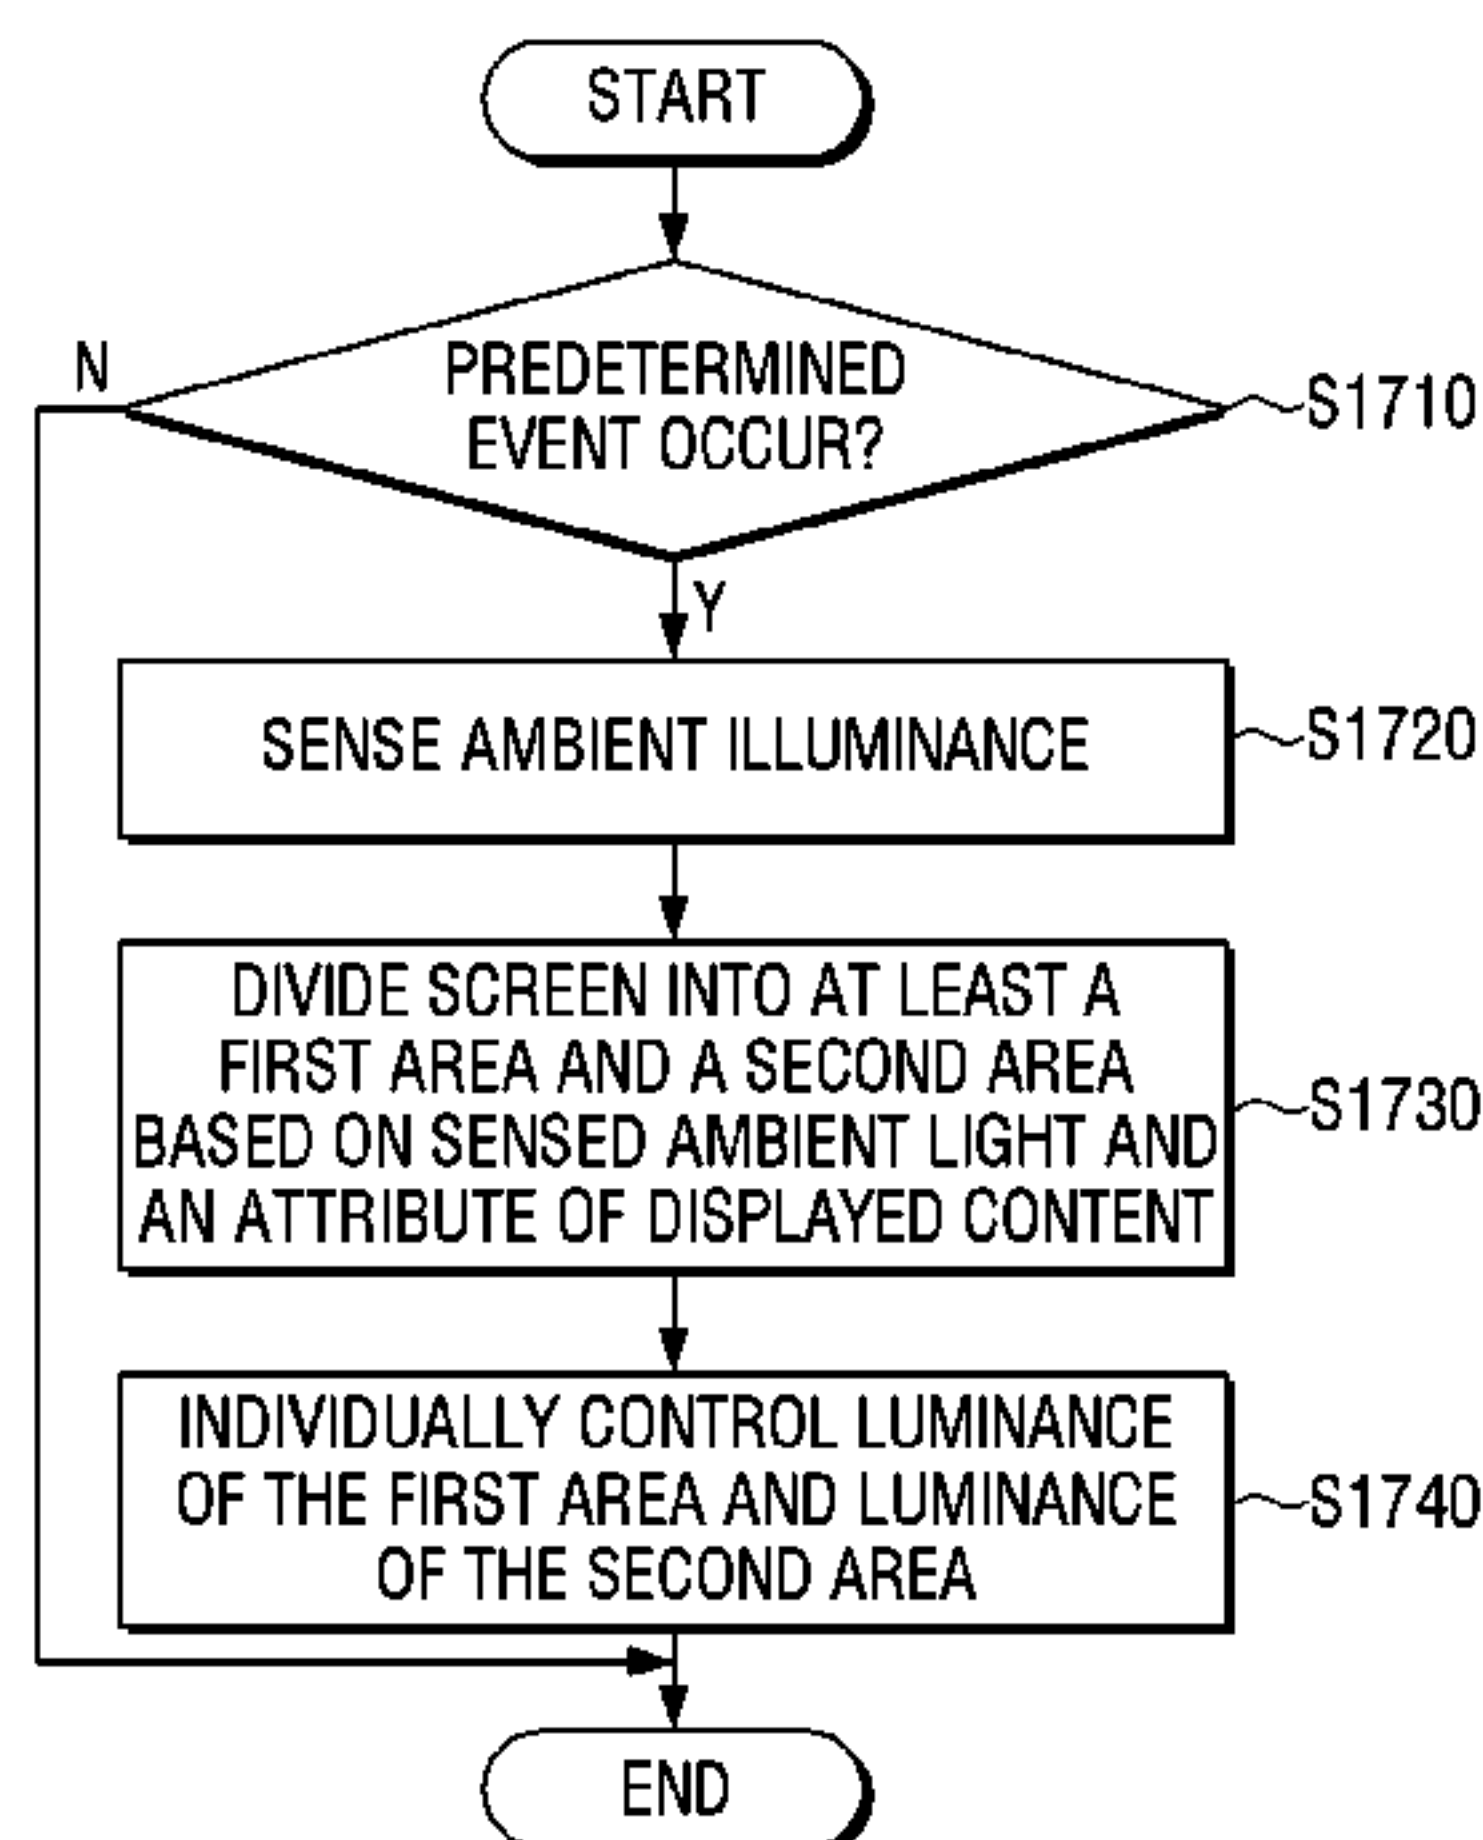 START
N
PREDETERMINED
EVENT OCCUR?
S1710
Y
SENSE AMBIENT ILLUMINANCE
S1720
DIVIDE SCREEN INTO AT LEAST A
FIRST AREA AND A SECOND AREA
BASED ON SENSED AMBIENT LIGHT AND
AN ATTRIBUTE OF DISPLAYED CONTENT
S1730
INDIVIDUALLY CONTROL LUMINANCE
OF THE FIRST AREA AND LUMINANCE
OF THE SECOND AREA
S1740
END